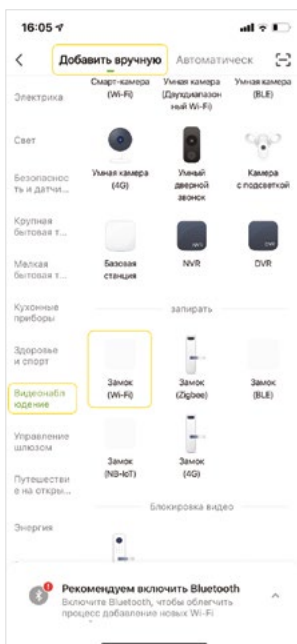 16:05
Добавить вручную Автоматическ
Электрика
Смарт-камера (Wi-Fi)
Умная камера (Двухдиапазонный Wi-Fi)
Умная камера (BLE)
Свет
Безопаснос
ть и датчи...
Умная камера (4G)
Умный дверной звонок
Камера с подсветкой
Крупная
бытовая т...
Мелкая
бытовая т...
Базовая станция
NVR
DVR
Кухонные
приборы
запирать
Здоровье
и спорт
Видеонабл
юдение
Замок (Wi-Fi)
Замок (Zigbee)
Замок (BLE)
Управление
шлюзом
Замок (NB-IoT)
Замок (4G)
Путешестви
е на откры...
Блокировка видео
Энергия
Рекомендуем включить Bluetooth
Включите Bluetooth, чтобы облегчить
процесс добавление новых Wi-Fi